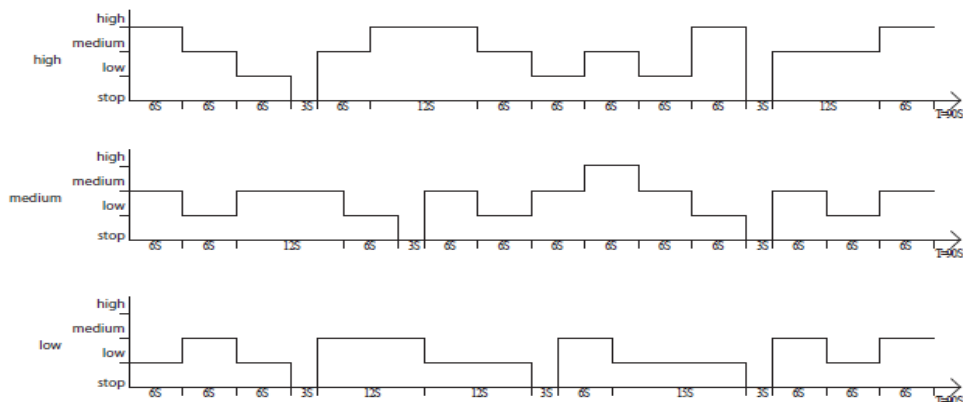 high
medium
high
low
stop
6S 6S 6S 3S 6S 12S 6S 6S 6S 6S 6S 3S 12S 6S
T=90S
high
medium
medium
low
stop
6S 6S 12S 6S 3S 6S 6S 6S 6S 6S 6S 3S 6S 6S 6S
T=90S
high
medium
low
low
stop
6S 6S 6S 3S 12S 12S 3S 6S 15S 3S 6S 6S 6S
T=90S